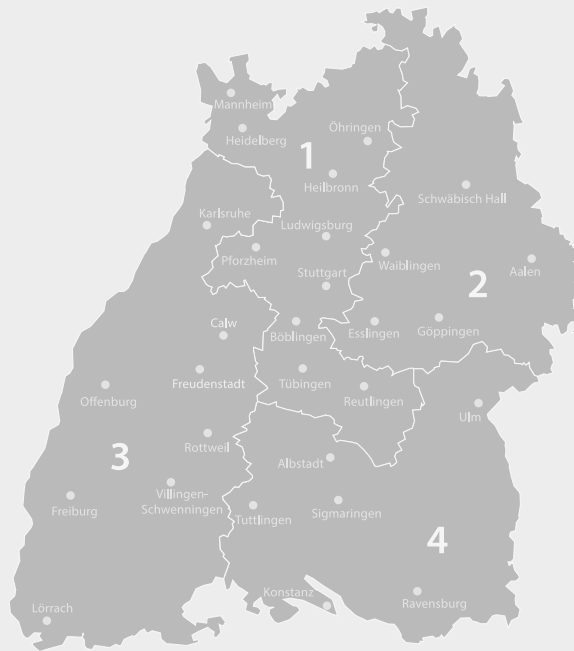 Mannheim
Heidelberg
Öhringen
1
Heilbronn
Schwäbisch Hall
Karlsruhe
Ludwigsburg
Pforzheim
Waiblingen
Aalen
Stuttgart
2
Calw
Böblingen
Esslingen
Göppingen
Freudenstadt
Tübingen
Reutlingen
Offenburg
Ulm
Rottweil
3
Albstadt
Villingen-
Schwenningen
Freiburg
Sigmaringen
Tuttlingen
4
Konstanz
Ravensburg
Lörrach